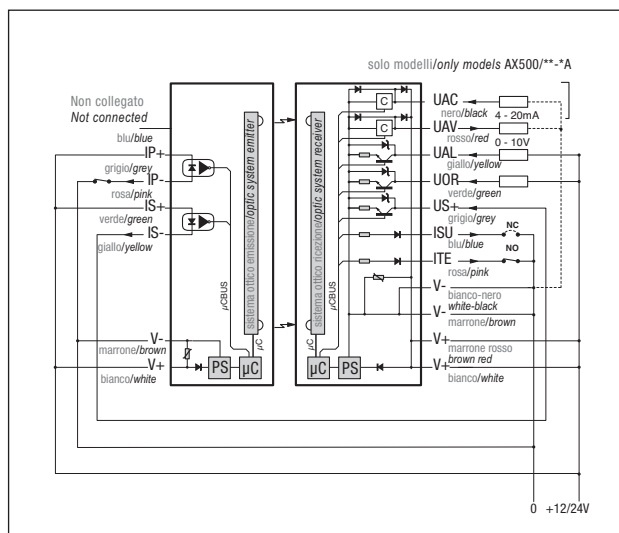 solo modelli/only models AX500/**-*A
Non collegato
Not connected
blu/blue
IP+
grigio/grey
IP-
rosa/pink
IS+
verde/green
IS-
giallo/yellow
V-
marrone/brown
V+
bianco/white
µCBUS
sistema ottico emissione/optic system emitter
PS
µC
sistema ottico ricezione/optic system receiver
µCBUS
µC
µC
PS
C
C
UAC
nero/black
4 - 20mA
UAV
rosso/red
0 - 10V
UAL
giallo/yellow
UOR
verde/green
US+
grigio/grey
ISU
NC
blu/blue
ITE
NO
rosa/pink
V-
bianco-nero
white-black
V-
marrone/brown
V+
marrone rosso
brown red
V+
bianco/white
0 +12/24V